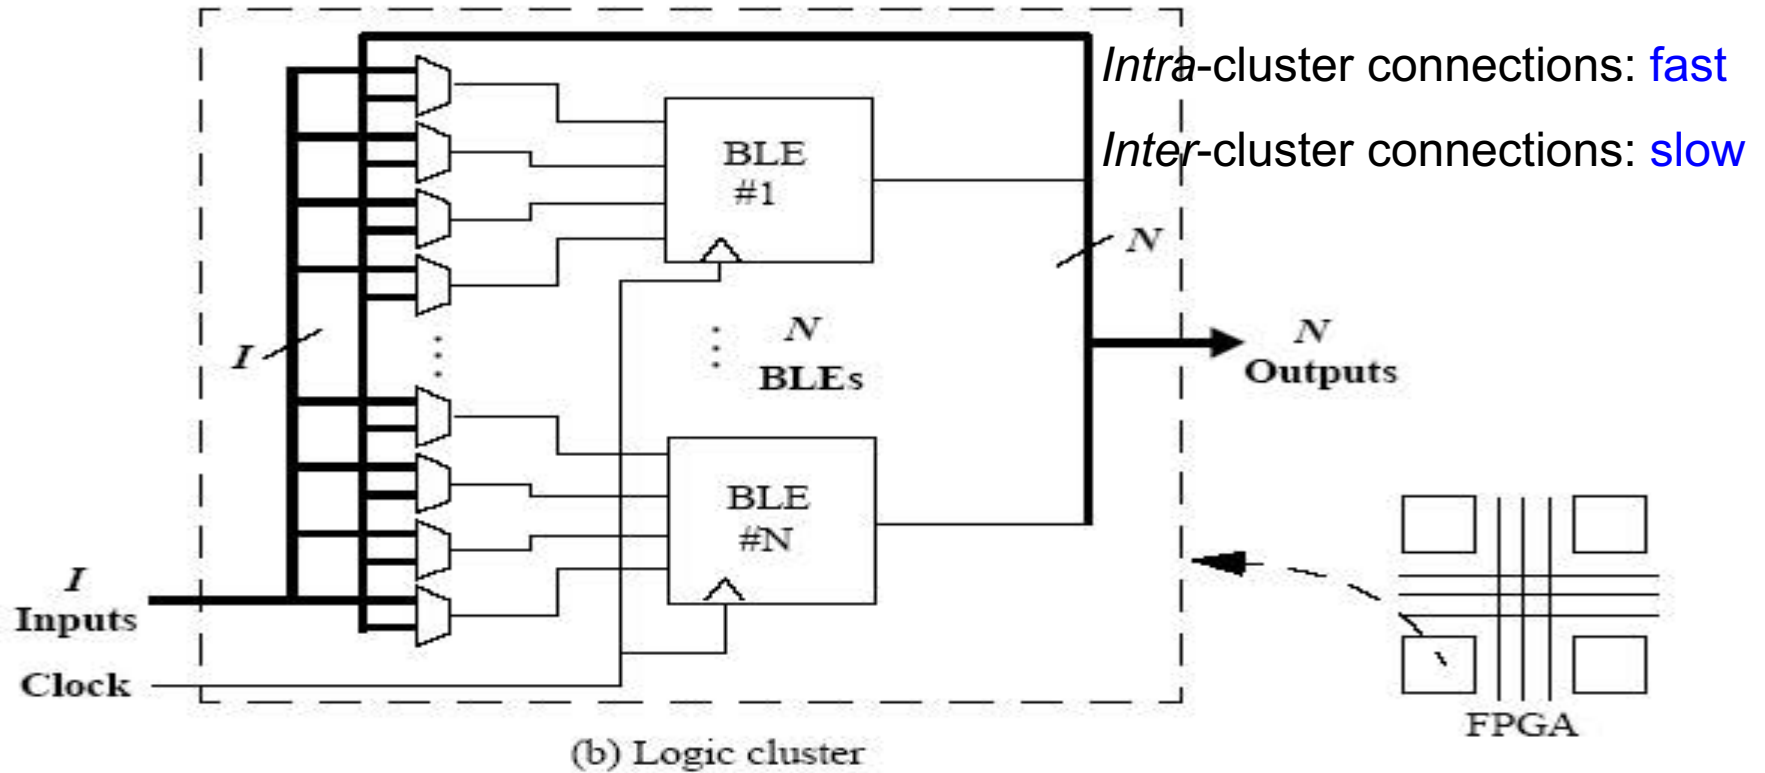 Intra-cluster connections: fast
Inter-cluster connections: slow
BLE
#1
N
I
N
BLEs
N
Outputs
BLE
#N
I
Inputs
Clock
FPGA
(b) Logic cluster